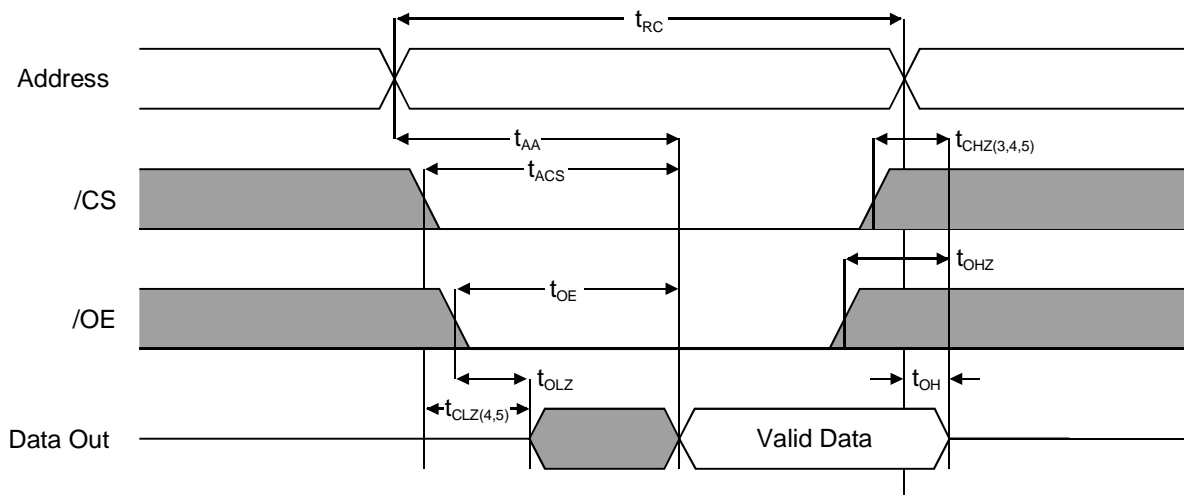 tRC
Address
tAA
tCHZ(3,4,5)
tACS
/CS
tOHZ
tOE
/OE
tOLZ
tOH
tCLZ(4,5)
Data Out
Valid Data